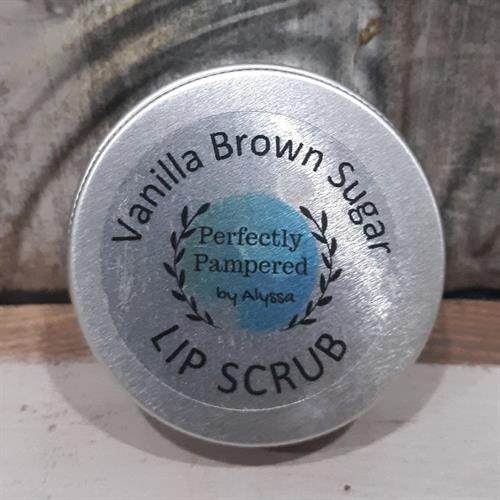 Vanilla Brown Sugar
Perfectly
Pampered
by Alyssa
LIP SCRUB